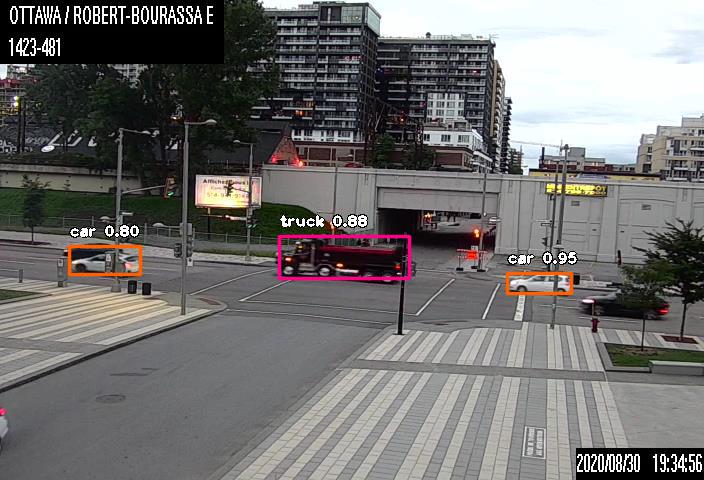 OTTAWA / ROBERT-BOURASSA E
1423-481
truck 0.88
car 0.80
car 0.95
2020/08/30 19:34:56